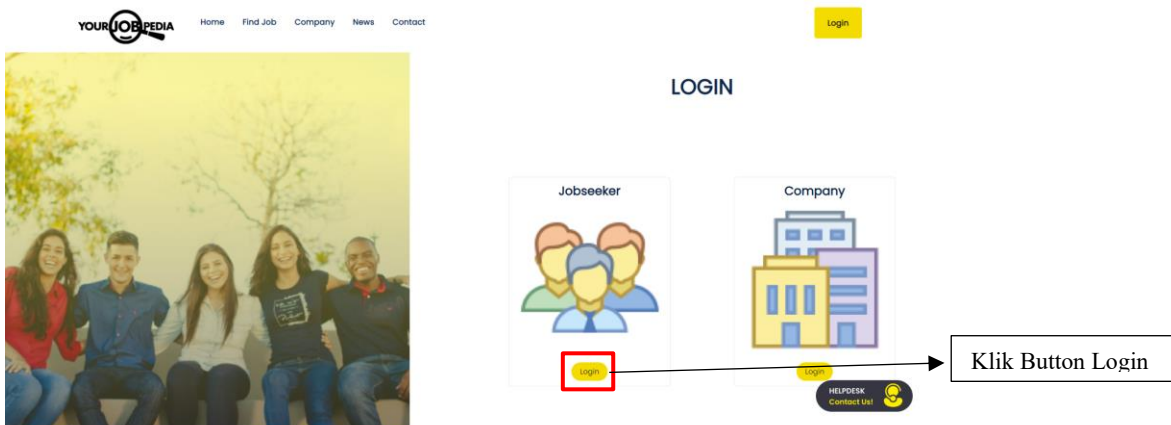 YOURJOBPEDIA
Home Find Job Company News Contact
Login
LOGIN
Jobseeker
Login
Company
Login
HELPDESK
Contact Us!
Klik Button Login